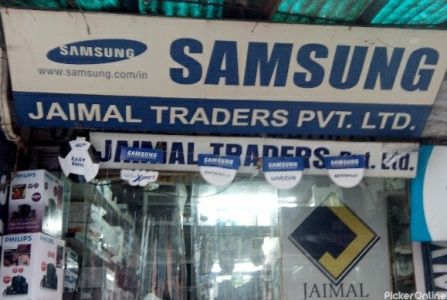 SAMSUNG
www.samsung.com/in
SAMSUNG
JAIMAL TRADERS PVT. LTD.
JAIMAL TRADERS Pvt. Ltd.
EASY
SAMSUNG
SAMSUNG
SAMSUNG
SAMSUNG
PHILIPS
PHILIPS
JAIMAL
PickerOnline